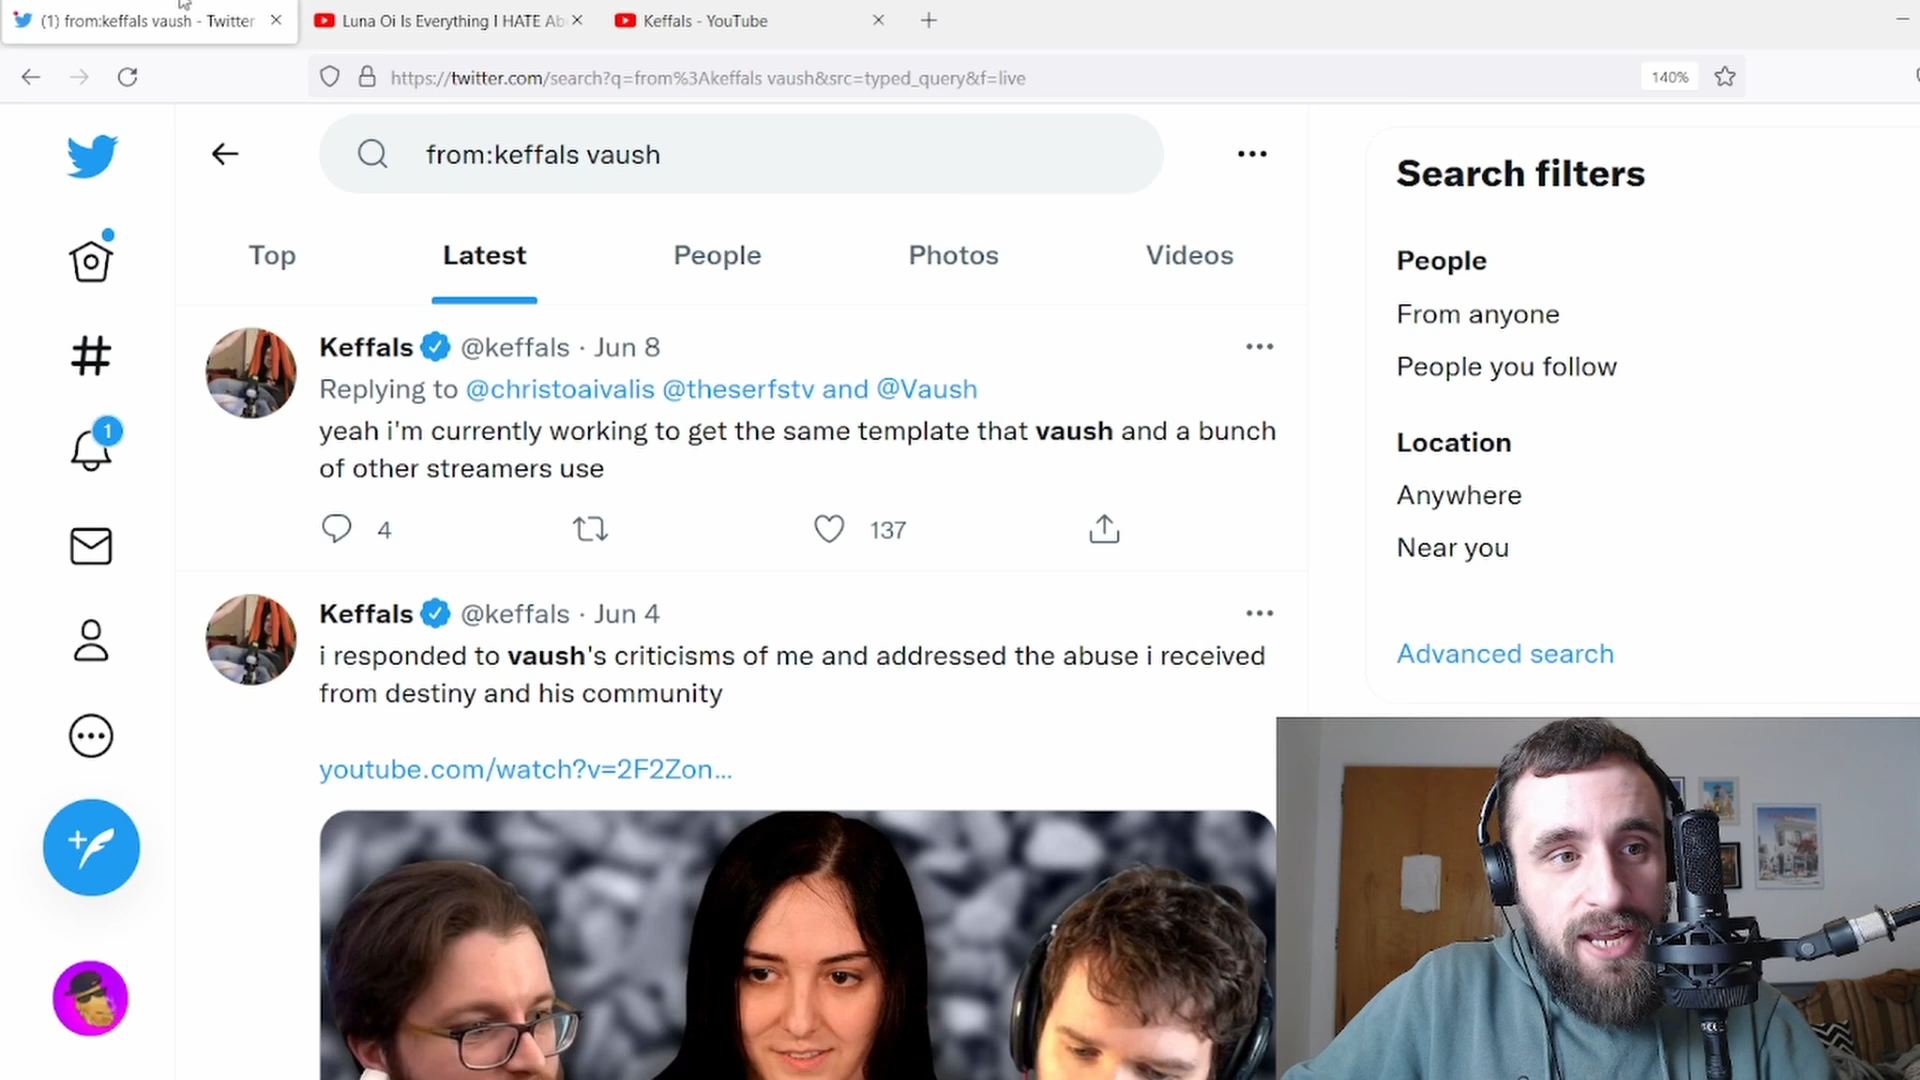 (1) from:keffals vaush - Twitter
Luna Oi Is Everything I HATE Ab
Keffals - YouTube
https://twitter.com/search?q=from%3Akeffals vaush&src=typed_query&f=live
140%
from:keffals vaush
Top
Latest
People
Photos
Videos
Keffals @keffals · Jun 8
Replying to @christoaivalis @theserfstv and @Vaush
yeah i'm currently working to get the same template that vaush and a bunch
of other streamers use
4
137
Keffals @keffals · Jun 4
i responded to vaush's criticisms of me and addressed the abuse i received
from destiny and his community
youtube.com/watch?v=2F2Zon...
1
Search filters
People
From anyone
People you follow
Location
Anywhere
Near you
Advanced search